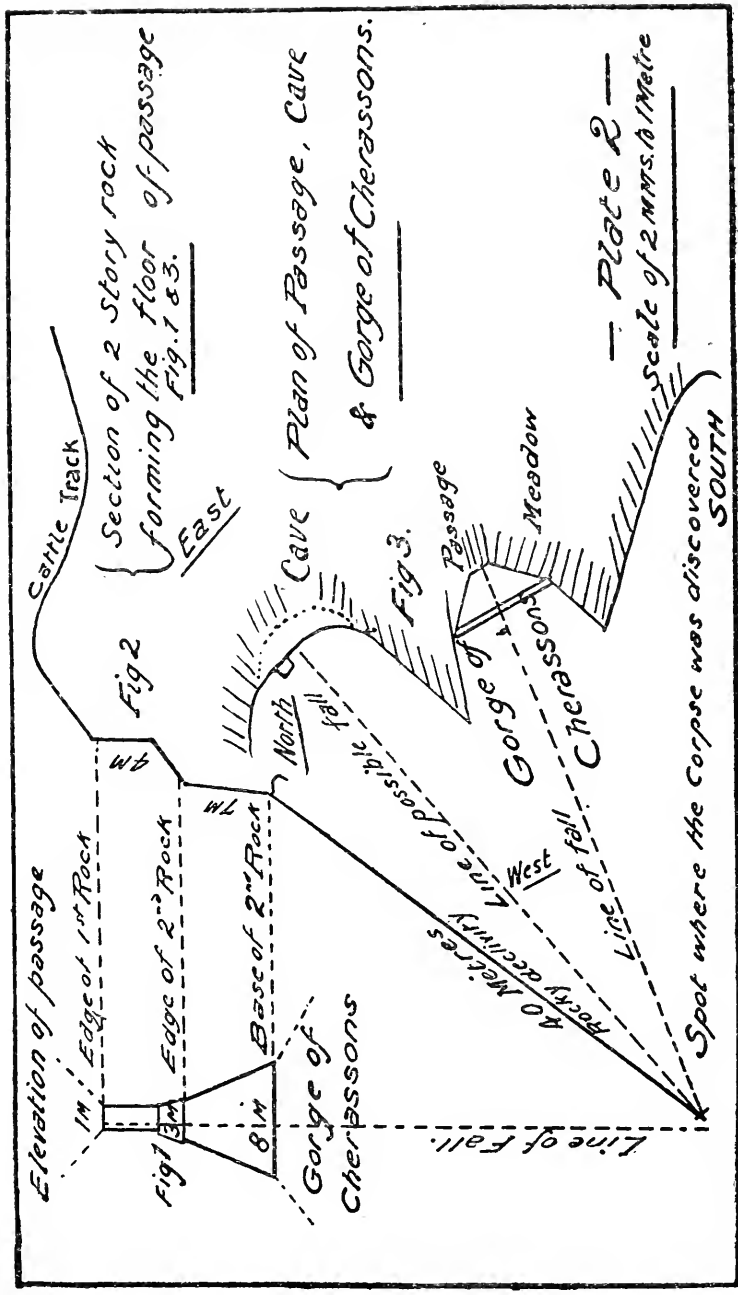 Elevation of passage
1M
Edge of 1st Rock
Fig 1
3M
Edge of 2nd Rock
8M
Base of 2nd Rock
Gorge of
Cherassons
Line of Fall.
Cattle Track
Fig 2
4M
7M
Section of 2 Story rock
forming the floor of passage
Fig. 1 & 3.
East
North
Cave
Plan of Passage, Cave
& Gorge of Cherassons.
Fig 3.
Passage
Meadow
Gorge of
Cherassons
Line of possible fall
West
Line of fall
40 Metres
Rocky declivity
Spot where the Corpse was discovered
SOUTH
— Plate 2 —
Scale of 2 MMS. to 1 Metre